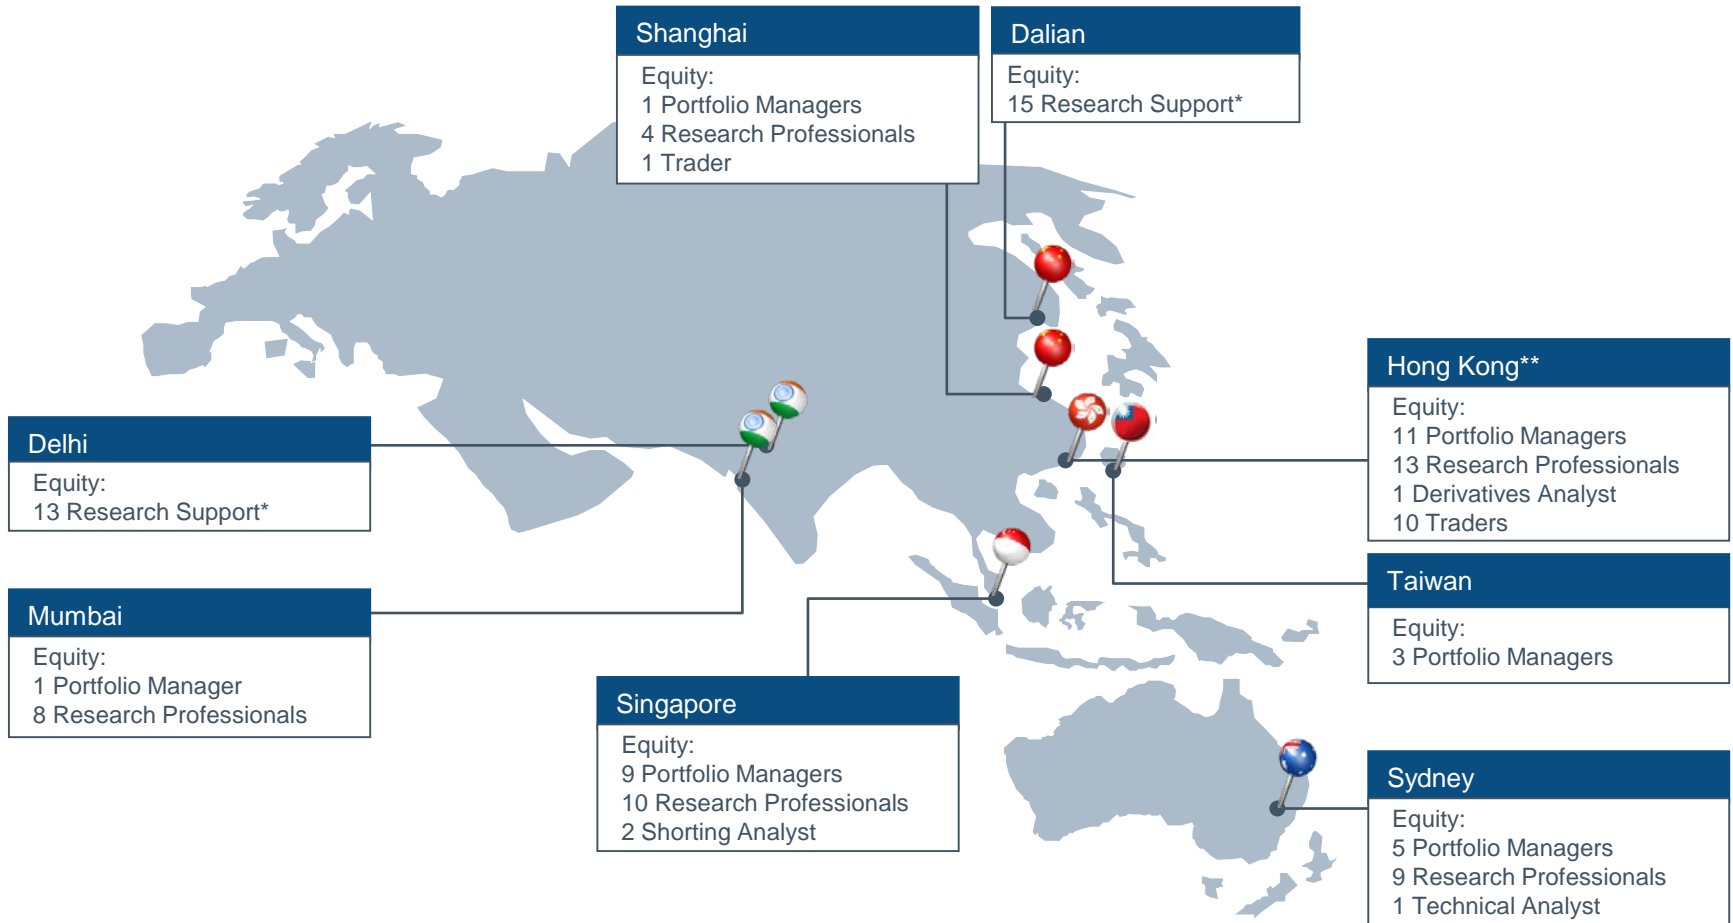 Shanghai
Equity:
1 Portfolio Managers
4 Research Professionals
1 Trader
Dalian
Equity:
15 Research Support*
Hong Kong**
Equity:
11 Portfolio Managers
13 Research Professionals
1 Derivatives Analyst
10 Traders
Delhi
Equity:
13 Research Support*
Taiwan
Equity:
3 Portfolio Managers
Mumbai
Equity:
1 Portfolio Manager
8 Research Professionals
Singapore
Equity:
9 Portfolio Managers
10 Research Professionals
2 Shorting Analyst
Sydney
Equity:
5 Portfolio Managers
9 Research Professionals
1 Technical Analyst